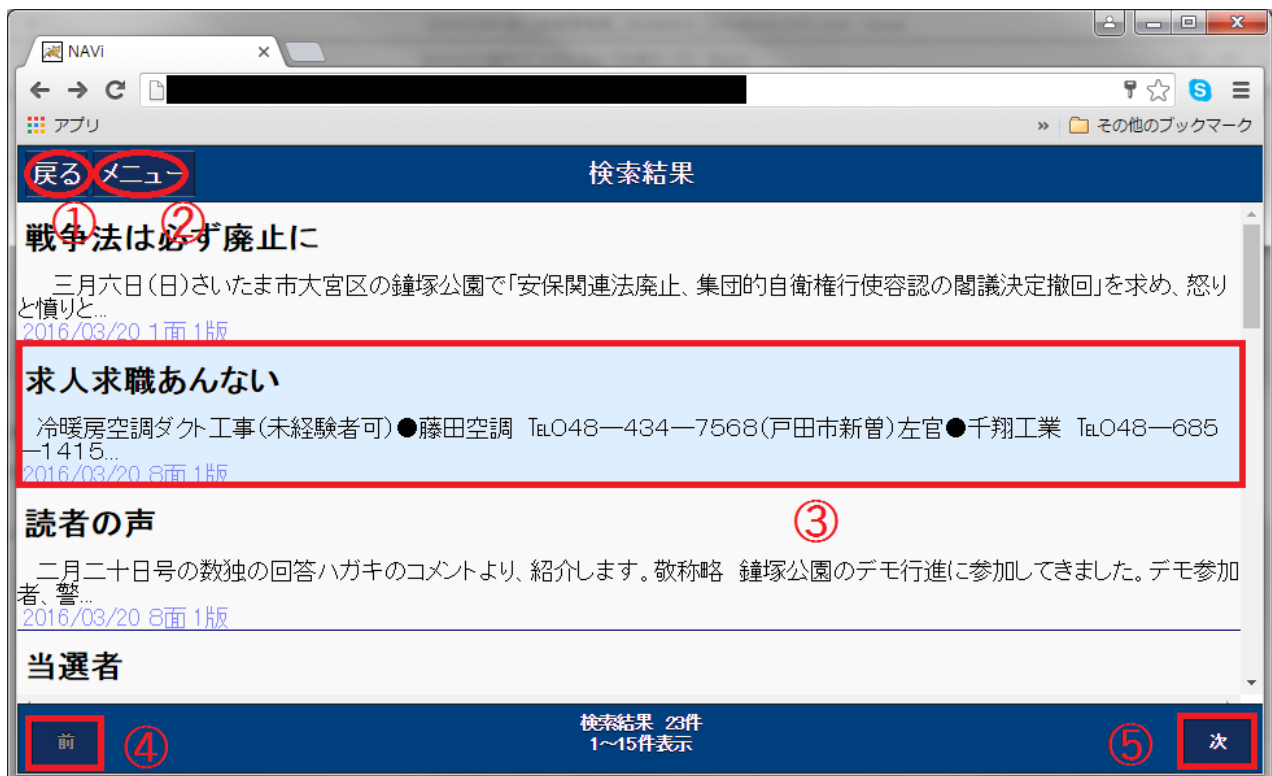 NAVi
アプリ
その他のブックマーク
戻る メニュー 検索結果
① ②
戦争法は必ず廃止に
三月六日(日)さいたま市大宮区の鐘塚公園で「安保関連法廃止、集団的自衛権行使容認の閣議決定撤回」を求め、怒り
と憤りと...
2016/03/20 1面 1版
求人求職あんない
冷暖房空調ダクト工事(未経験者可)●藤田空調 ℡048―434―7568(戸田市新曽)左官●千翔工業 ℡048―685
―1415...
2016/03/20 8面 1版
③
読者の声
二月二十日号の数独の回答ハガキのコメントより、紹介します。敬称略 鐘塚公園のデモ行進に参加してきました。デモ参加
者、警...
2016/03/20 8面 1版
当選者
前 ④ 検索結果 23件 ⑤ 次
1~15件表示